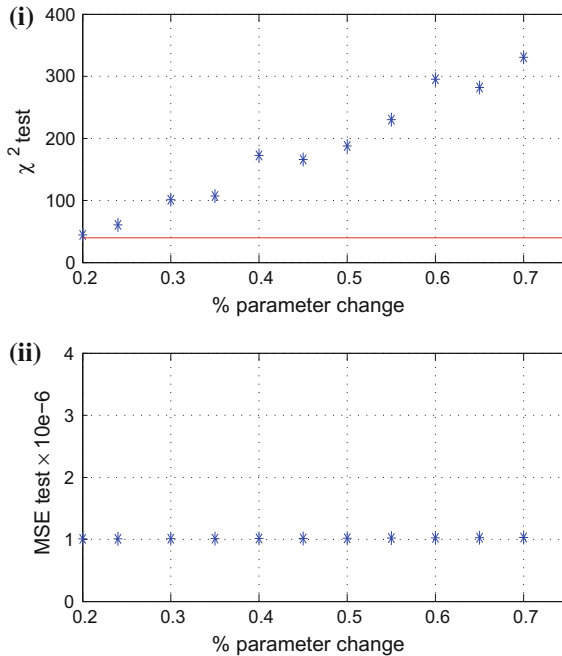 (i)
400
300
200
100
0
χ 2 test
0.2 0.3 0.4 0.5 0.6 0.7
% parameter change
(ii)
4
3
2
1
0
MSE test × 10e−6
0.2 0.3 0.4 0.5 0.6 0.7
% parameter change